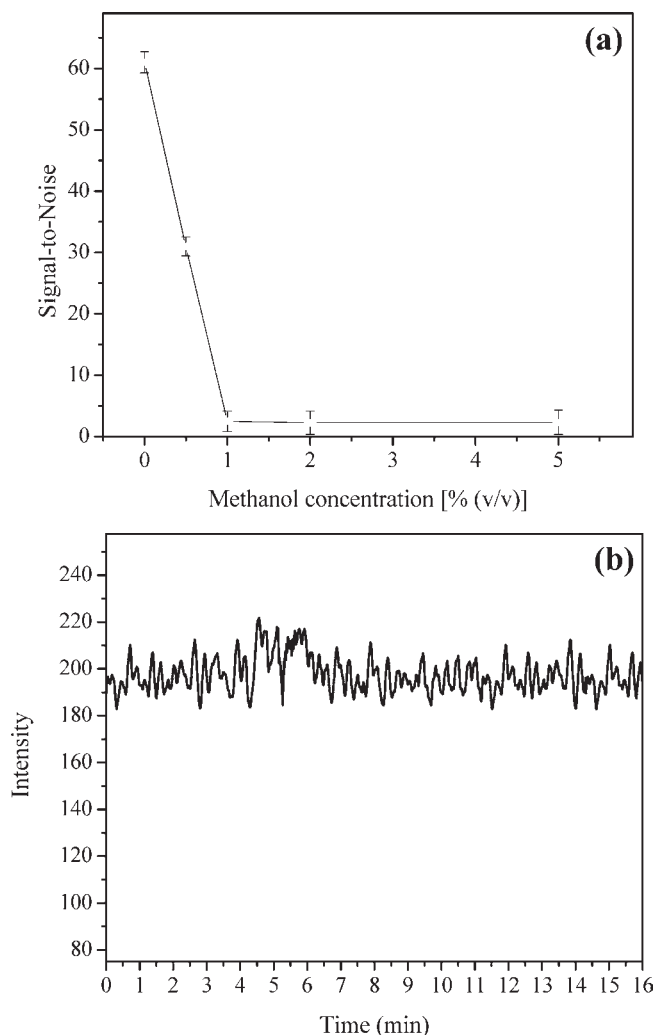 (a)
60
50
40
30
20
10
0
Signal-to-Noise
0 1 2 3 4 5
Methanol concentration [% (v/v)]
(b)
240
220
200
180
160
140
120
100
80
Intensity
0 1 2 3 4 5 6 7 8 9 10 11 12 13 14 15 16
Time (min)